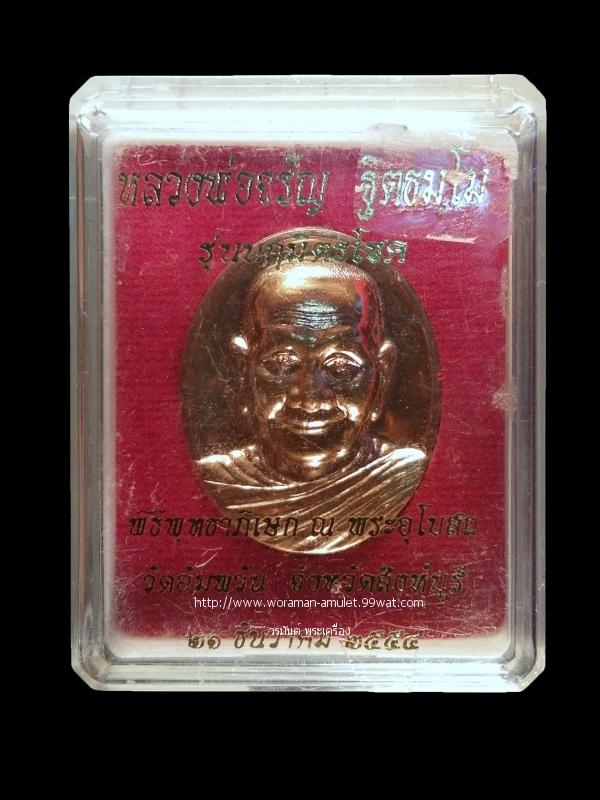 หลวงพ่อจรัญ ฐิตธมฺโม
รุ่นนฤมิตรโชค
พิธีพุทธาภิเษก ณ พระอุโบสถ
วัดอัมพวัน จังหวัดสิงห์บุรี
http://www.woraman-amulet.99wat.com
วรมันต์ พระเครื่อง
๒๑ ธันวาคม ๒๕๕๔